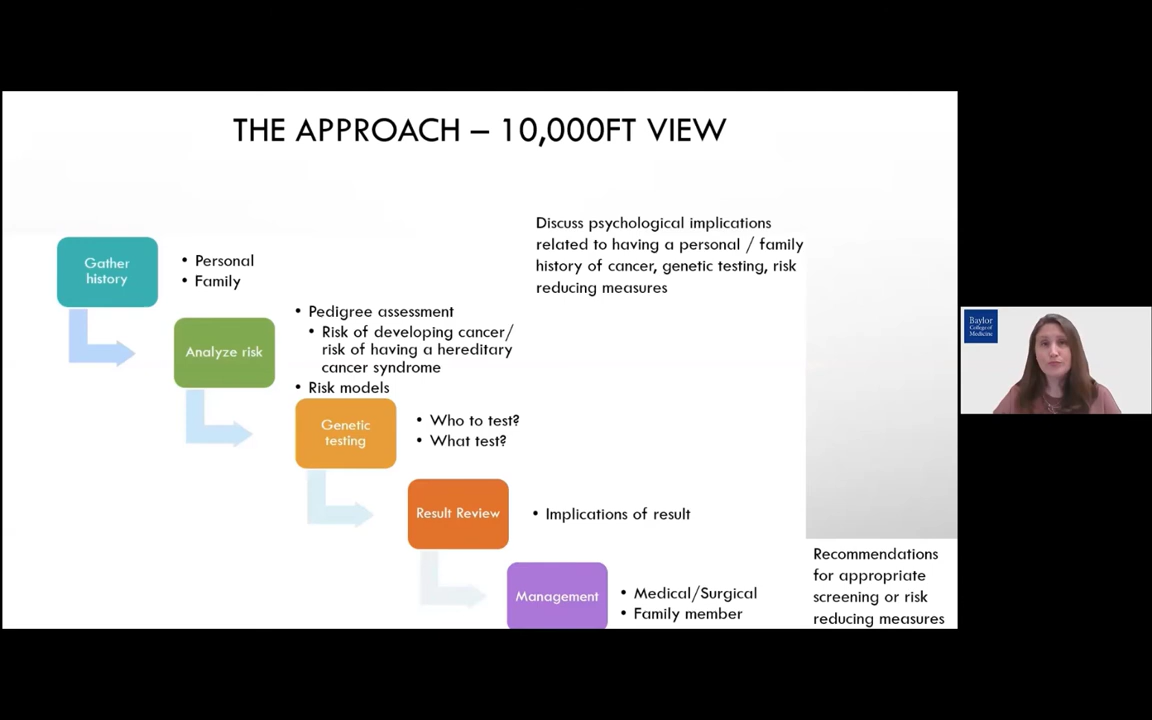 THE APPROACH – 10,000FT VIEW
Discuss psychological implications
related to having a personal / family
history of cancer, genetic testing, risk
reducing measures
Gather
history
• Personal
• Family
Analyze risk
• Pedigree assessment
• Risk of developing cancer/
risk of having a hereditary
cancer syndrome
• Risk models
Genetic
testing
• Who to test?
• What test?
Result Review
• Implications of result
Management
• Medical/Surgical
• Family member
Recommendations
for appropriate
screening or risk
reducing measures
Baylor
College of
Medicine